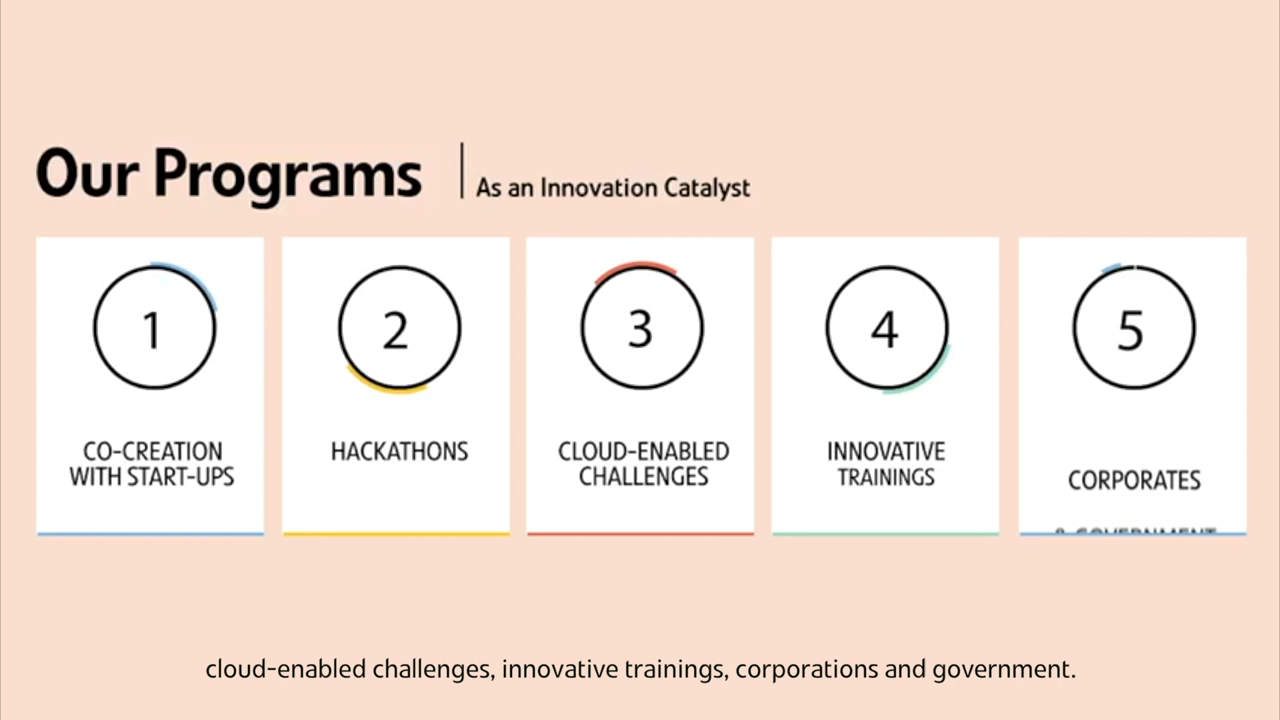 Our Programs
As an Innovation Catalyst
1
CO-CREATION
WITH START-UPS
2
HACKATHONS
3
CLOUD-ENABLED
CHALLENGES
4
INNOVATIVE
TRAININGS
5
CORPORATES
& GOVERNMENT
cloud-enabled challenges, innovative trainings, corporations and government.